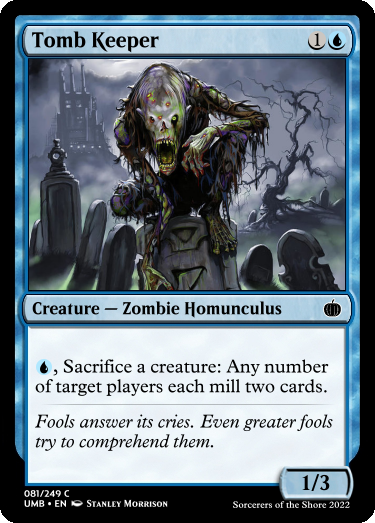 Tomb Keeper 1
Creature — Zombie Homunculus
, Sacrifice a creature: Any number
of target players each mill two cards.
Fools answer its cries. Even greater fools
try to comprehend them.
1/3
081/249 C
UMB • EN Stanley Morrison
Sorcerers of the Shore 2022